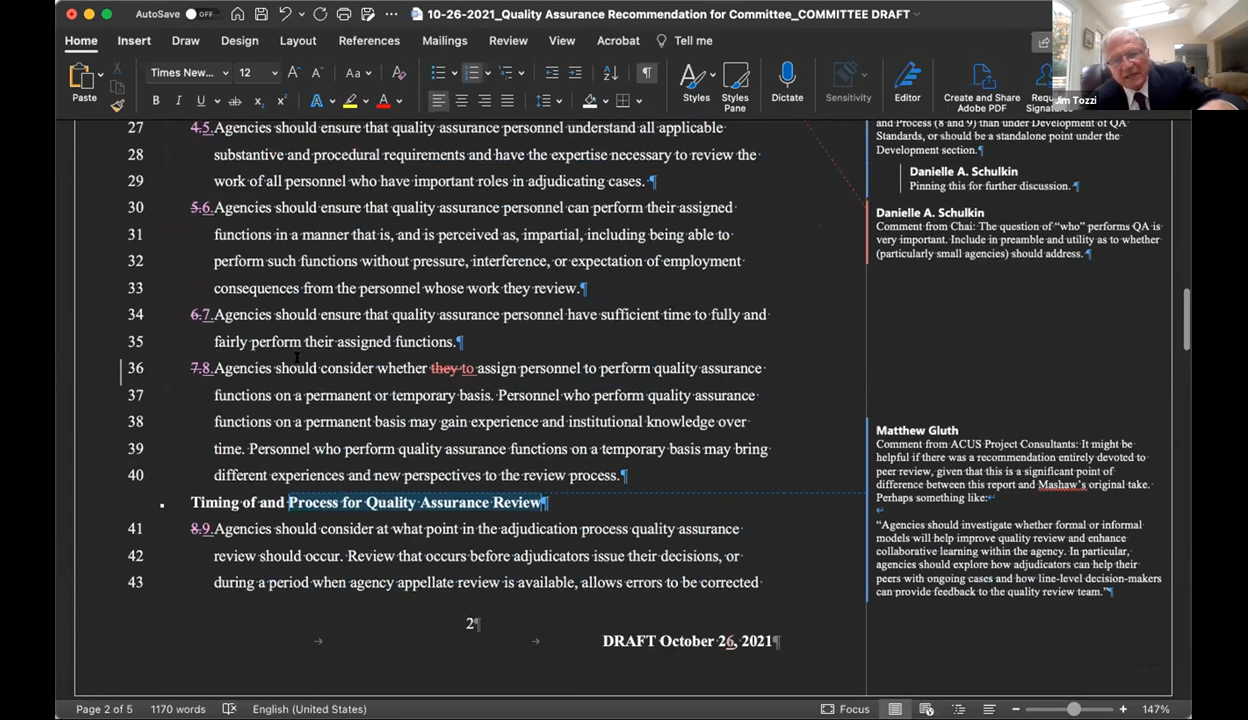 AutoSave OFF 10-26-2021_Quality Assurance Recommendation for Committee_COMMITTEE DRAFT
Home Insert Draw Design Layout References Mailings Review View Acrobat Tell me
Times New... 12
Paste
Styles Styles Pane Dictate Sensitivity Editor Create and Share Adobe PDF
Jim Tozzi
27 4.5. Agencies should ensure that quality assurance personnel understand all applicable
28 substantive and procedural requirements and have the expertise necessary to review the
29 work of all personnel who have important roles in adjudicating cases. ¶
30 5.6. Agencies should ensure that quality assurance personnel can perform their assigned
31 functions in a manner that is, and is perceived as, impartial, including being able to
32 perform such functions without pressure, interference, or expectation of employment
33 consequences from the personnel whose work they review.¶
34 6.7. Agencies should ensure that quality assurance personnel have sufficient time to fully and
35 fairly perform their assigned functions.¶
36 7.8. Agencies should consider whether they to assign personnel to perform quality assurance
37 functions on a permanent or temporary basis. Personnel who perform quality assurance
38 functions on a permanent basis may gain experience and institutional knowledge over
39 time. Personnel who perform quality assurance functions on a temporary basis may bring
40 different experiences and new perspectives to the review process.¶
Timing of and Process for Quality Assurance Review¶
41 8.9. Agencies should consider at what point in the adjudication process quality assurance
42 review should occur. Review that occurs before adjudicators issue their decisions, or
43 during a period when agency appellate review is available, allows errors to be corrected
2¶
DRAFT October 26, 2021¶
and Process (8 and 9) than under Development of QA
Standards, or should be a standalone point under the
Development section.¶
Danielle A. Schulkin
Pinning this for further discussion.¶
Danielle A. Schulkin
Comment from Chai: The question of “who” performs QA is
very important. Include in preamble and utility as to whether
(particularly small agencies) should address.¶
Matthew Gluth
Comment from ACUS Project Consultants: It might be
helpful if there was a recommendation entirely devoted to
peer review, given that this is a significant point of
difference between this report and Mashaw’s original take.
Perhaps something like:
“Agencies should investigate whether formal or informal
models will help improve quality review and enhance
collaborative learning within the agency. In particular,
agencies should explore how adjudicators can help their
peers with ongoing cases and how line-level decision-makers
can provide feedback to the quality review team.”¶
Page 2 of 5 1170 words English (United States) Focus 147%